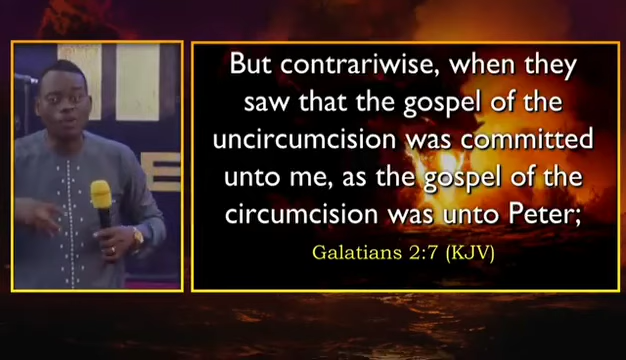 But contrariwise, when they
saw that the gospel of the
uncircumcision was committed
unto me, as the gospel of the
circumcision was unto Peter;
Galatians 2:7 (KJV)